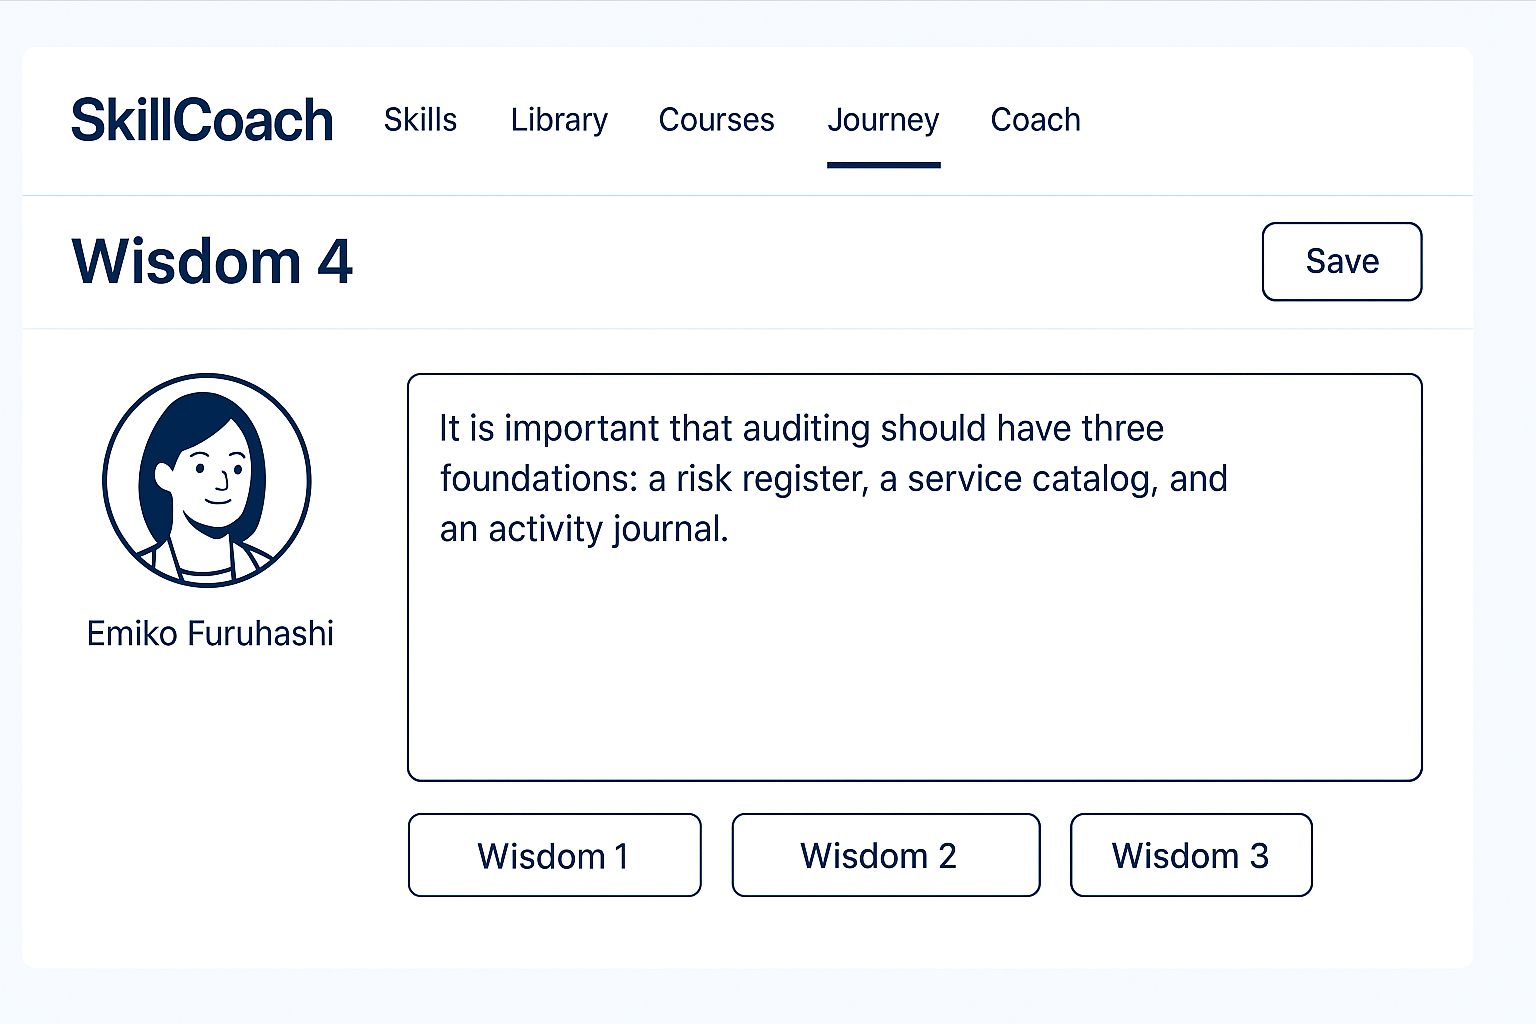 SkillCoach Skills Library Courses Journey Coach
Wisdom 4
Save
It is important that auditing should have three
foundations: a risk register, a service catalog, and
an activity journal.
Emiko Furuhashi
Wisdom 1 Wisdom 2 Wisdom 3